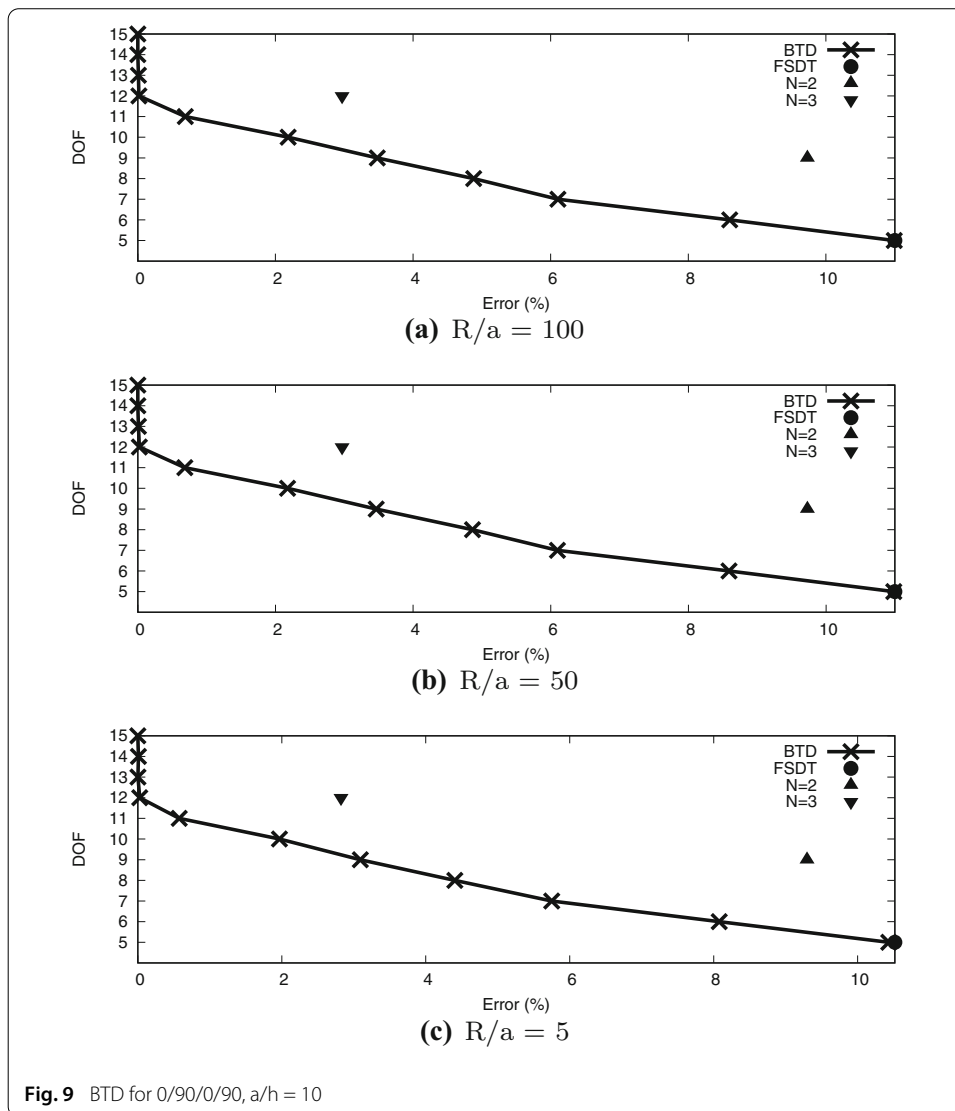 15
14
13
12
11
10
9
8
7
6
5
DOF
BTD
FSDT
N=2
N=3
0 2 4 6 8 10
Error (%)
(a) R/a = 100
15
14
13
12
11
10
9
8
7
6
5
DOF
BTD
FSDT
N=2
N=3
0 2 4 6 8 10
Error (%)
(b) R/a = 50
15
14
13
12
11
10
9
8
7
6
5
DOF
BTD
FSDT
N=2
N=3
0 2 4 6 8 10
Error (%)
(c) R/a = 5
Fig. 9 BTD for 0/90/0/90, a/h = 10